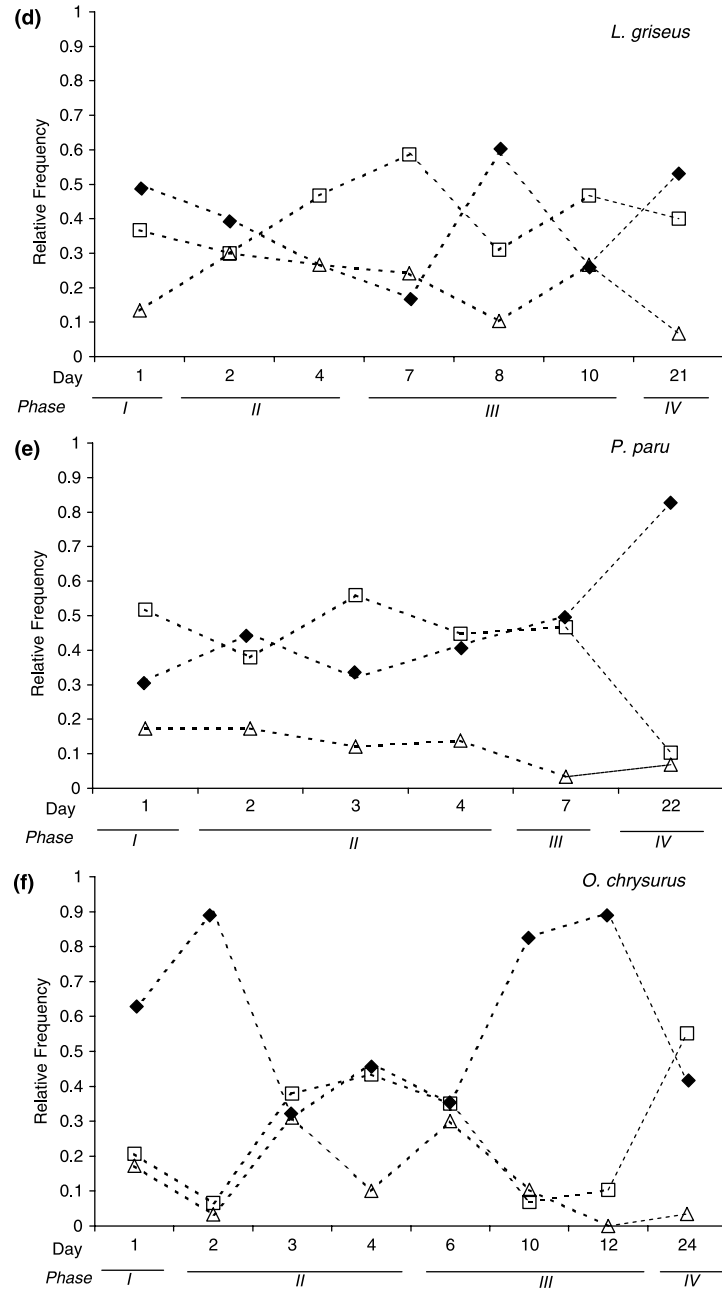 (d)
L. griseus
1
0.9
0.8
0.7
0.6
0.5
0.4
0.3
0.2
0.1
0
Relative Frequency
Day 1 2 4 7 8 10 21
Phase I II III IV
(e)
P. paru
1
0.9
0.8
0.7
0.6
0.5
0.4
0.3
0.2
0.1
0
Relative Frequency
Day 1 2 3 4 7 22
Phase I II III IV
(f)
O. chrysurus
1
0.9
0.8
0.7
0.6
0.5
0.4
0.3
0.2
0.1
0
Relative Frequency
Day 1 2 3 4 6 10 12 24
Phase I II III IV